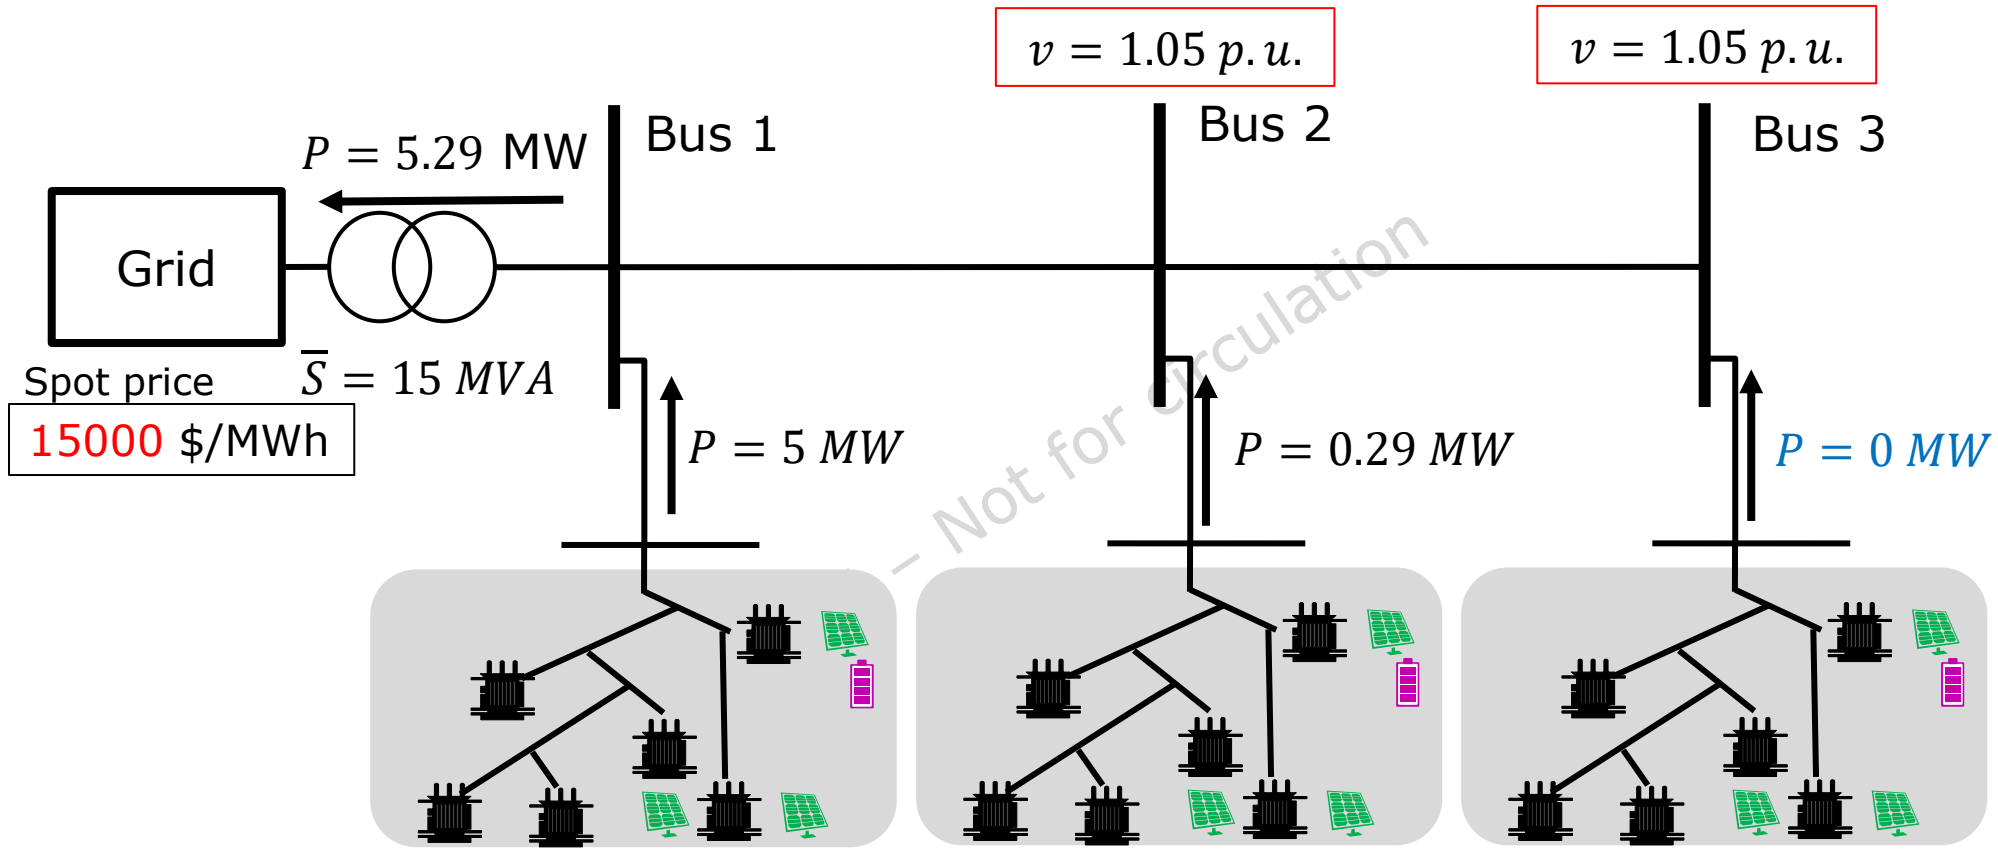 v = 1.05 p.u.
v = 1.05 p.u.
Bus 1
Bus 2
Bus 3
P = 5.29 MW
Grid
Spot price
15000 $/MWh
S̅ = 15 MVA
P = 5 MW
P = 0.29 MW
P = 0 MW
– Not for circulation